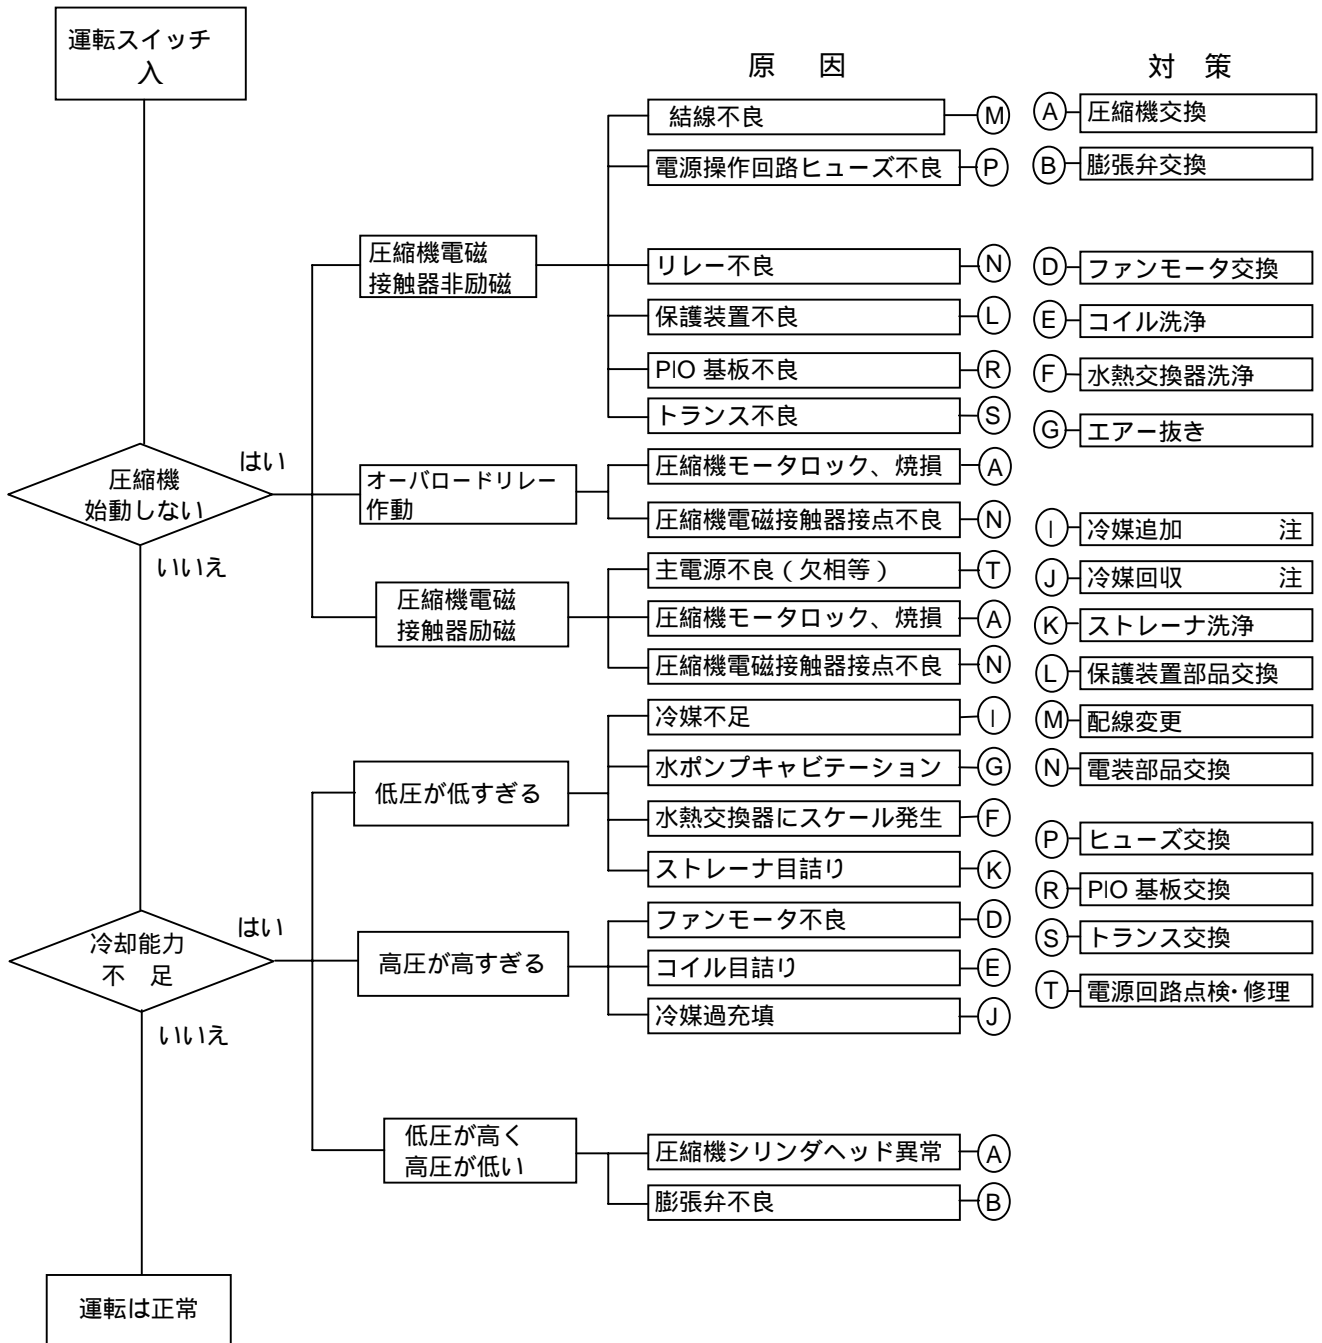 運転スイッチ
入
原　因
対　策
結線不良 M
電源操作回路ヒューズ不良 P
圧縮機電磁
接触器非励磁
リレー不良 N
保護装置不良 L
PIO 基板不良 R
トランス不良 S
圧縮機
始動しない
はい
いいえ
オーバロードリレー
作動
圧縮機モータロック、焼損 A
圧縮機電磁接触器接点不良 N
圧縮機電磁
接触器励磁
主電源不良（欠相等） T
圧縮機モータロック、焼損 A
圧縮機電磁接触器接点不良 N
低圧が低すぎる
冷媒不足 I
水ポンプキャビテーション G
水熱交換器にスケール発生 F
ストレーナ目詰り K
冷却能力
不　足
はい
いいえ
高圧が高すぎる
ファンモータ不良 D
コイル目詰り E
冷媒過充填 J
低圧が高く
高圧が低い
圧縮機シリンダヘッド異常 A
膨張弁不良 B
運転は正常
A 圧縮機交換
B 膨張弁交換
D ファンモータ交換
E コイル洗浄
F 水熱交換器洗浄
G エアー抜き
I 冷媒追加　注
J 冷媒回収　注
K ストレーナ洗浄
L 保護装置部品交換
M 配線変更
N 電装部品交換
P ヒューズ交換
R PIO 基板交換
S トランス交換
T 電源回路点検・修理